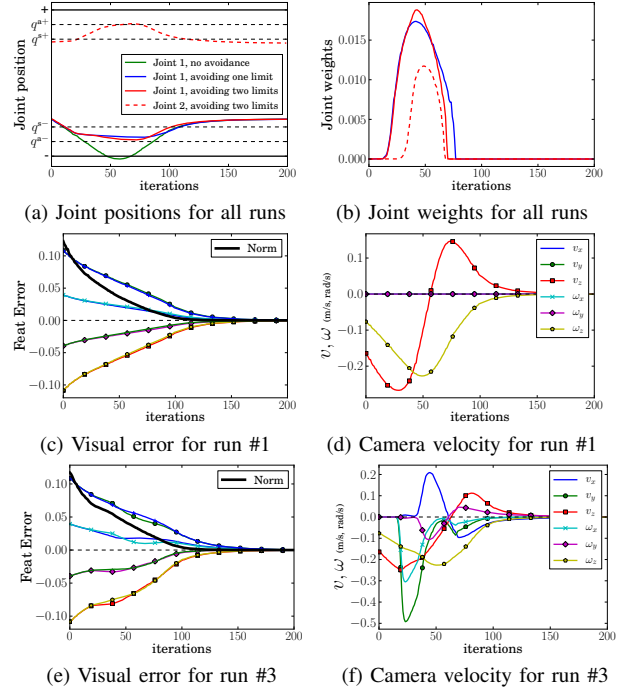 +
q^{a+}
q^{s+}
q^{s−}
q^{a−}
-
Joint position
Joint 1, no avoidance
Joint 1, avoiding one limit
Joint 1, avoiding two limits
Joint 2, avoiding two limits
0 50 100 150 200
iterations
(a) Joint positions for all runs
Joint weights
0.015
0.010
0.005
0.000
0 50 100 150 200
iterations
(b) Joint weights for all runs
Feat Error
0.10
0.05
0.00
−0.05
−0.10
Norm
0 50 100 150 200
iterations
(c) Visual error for run #1
v, ω (m/s, rad/s)
0.1
0.0
−0.1
−0.2
v_x
v_y
v_z
ω_x
ω_y
ω_z
0 50 100 150 200
iterations
(d) Camera velocity for run #1
Feat Error
0.10
0.05
0.00
−0.05
−0.10
Norm
0 50 100 150 200
iterations
(e) Visual error for run #3
v, ω (m/s, rad/s)
0.2
0.1
0.0
−0.1
−0.2
−0.3
−0.4
−0.5
v_x
v_y
v_z
ω_x
ω_y
ω_z
0 50 100 150 200
iterations
(f) Camera velocity for run #3